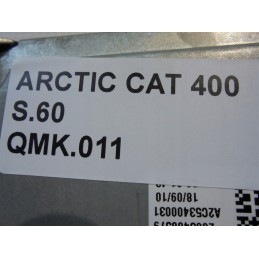 ARCTIC CAT 400
S.60
QMK.011
18/09/10
A2C53400031